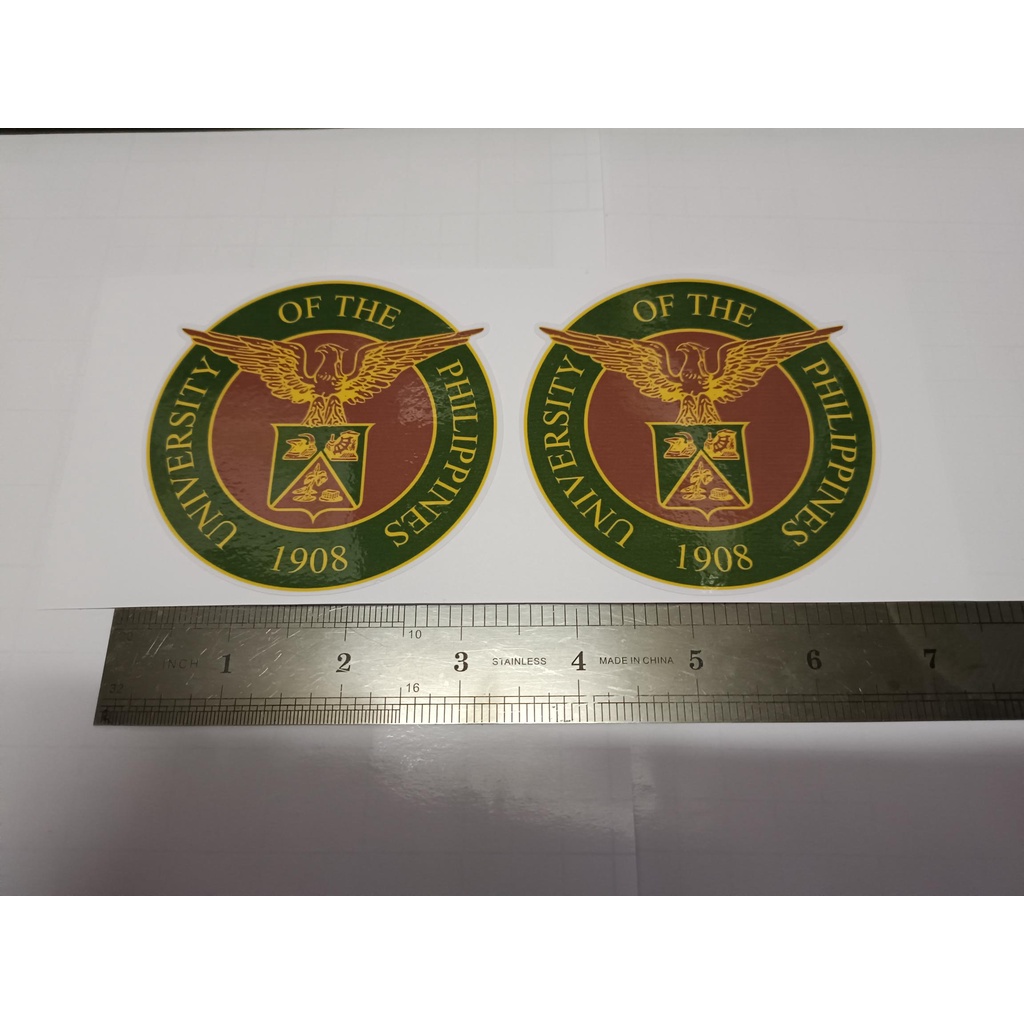 UNIVERSITY OF THE PHILIPPINES
1908
UNIVERSITY OF THE PHILIPPINES
1908
10
INCH 1 2 3 STAINLESS 4 MADE IN CHINA 5 6 7
32 16